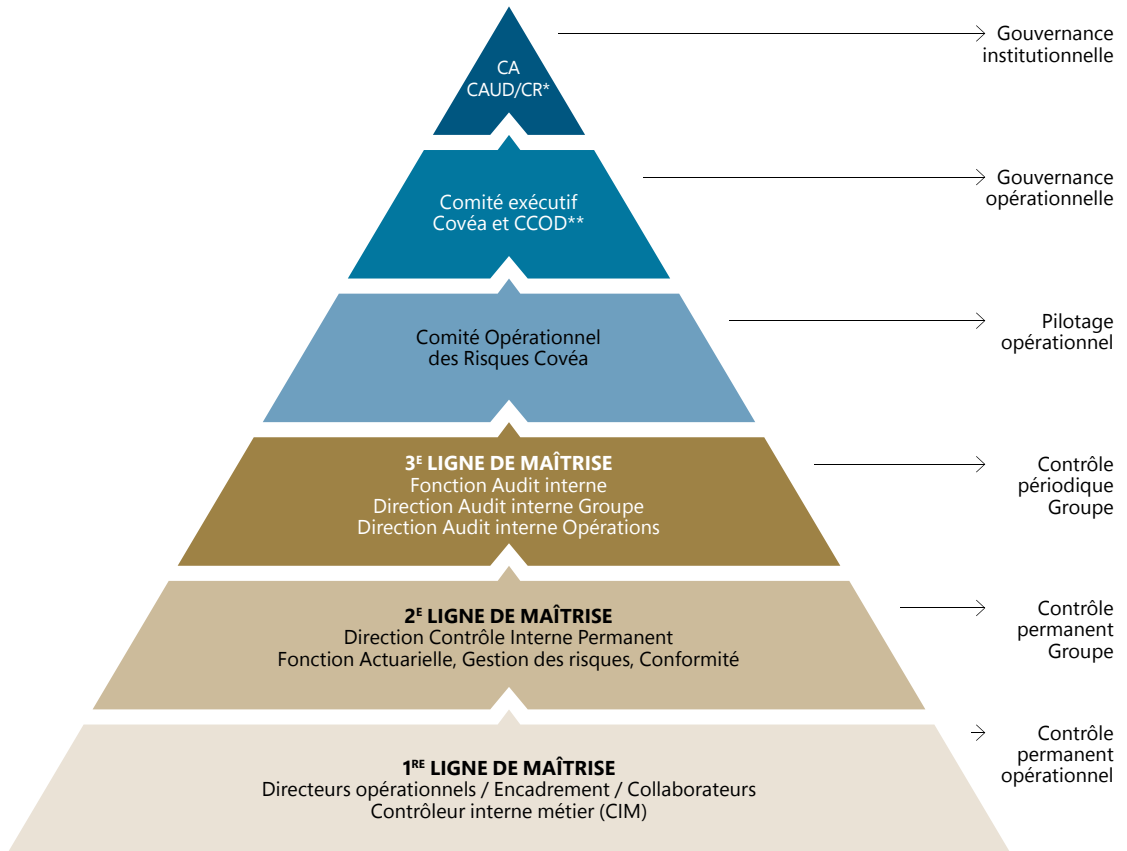 CA
CAUD/CR*
Gouvernance
institutionnelle
Comité exécutif
Covéa et CCOD**
Gouvernance
opérationnelle
Comité Opérationnel
des Risques Covéa
Pilotage
opérationnel
3E LIGNE DE MAÎTRISE
Fonction Audit interne
Direction Audit interne Groupe
Direction Audit interne Opérations
Contrôle
périodique
Groupe
2E LIGNE DE MAÎTRISE
Direction Contrôle Interne Permanent
Fonction Actuarielle, Gestion des risques, Conformité
Contrôle
permanent
Groupe
1RE LIGNE DE MAÎTRISE
Directeurs opérationnels / Encadrement / Collaborateurs
Contrôleur interne métier (CIM)
Contrôle
permanent
opérationnel